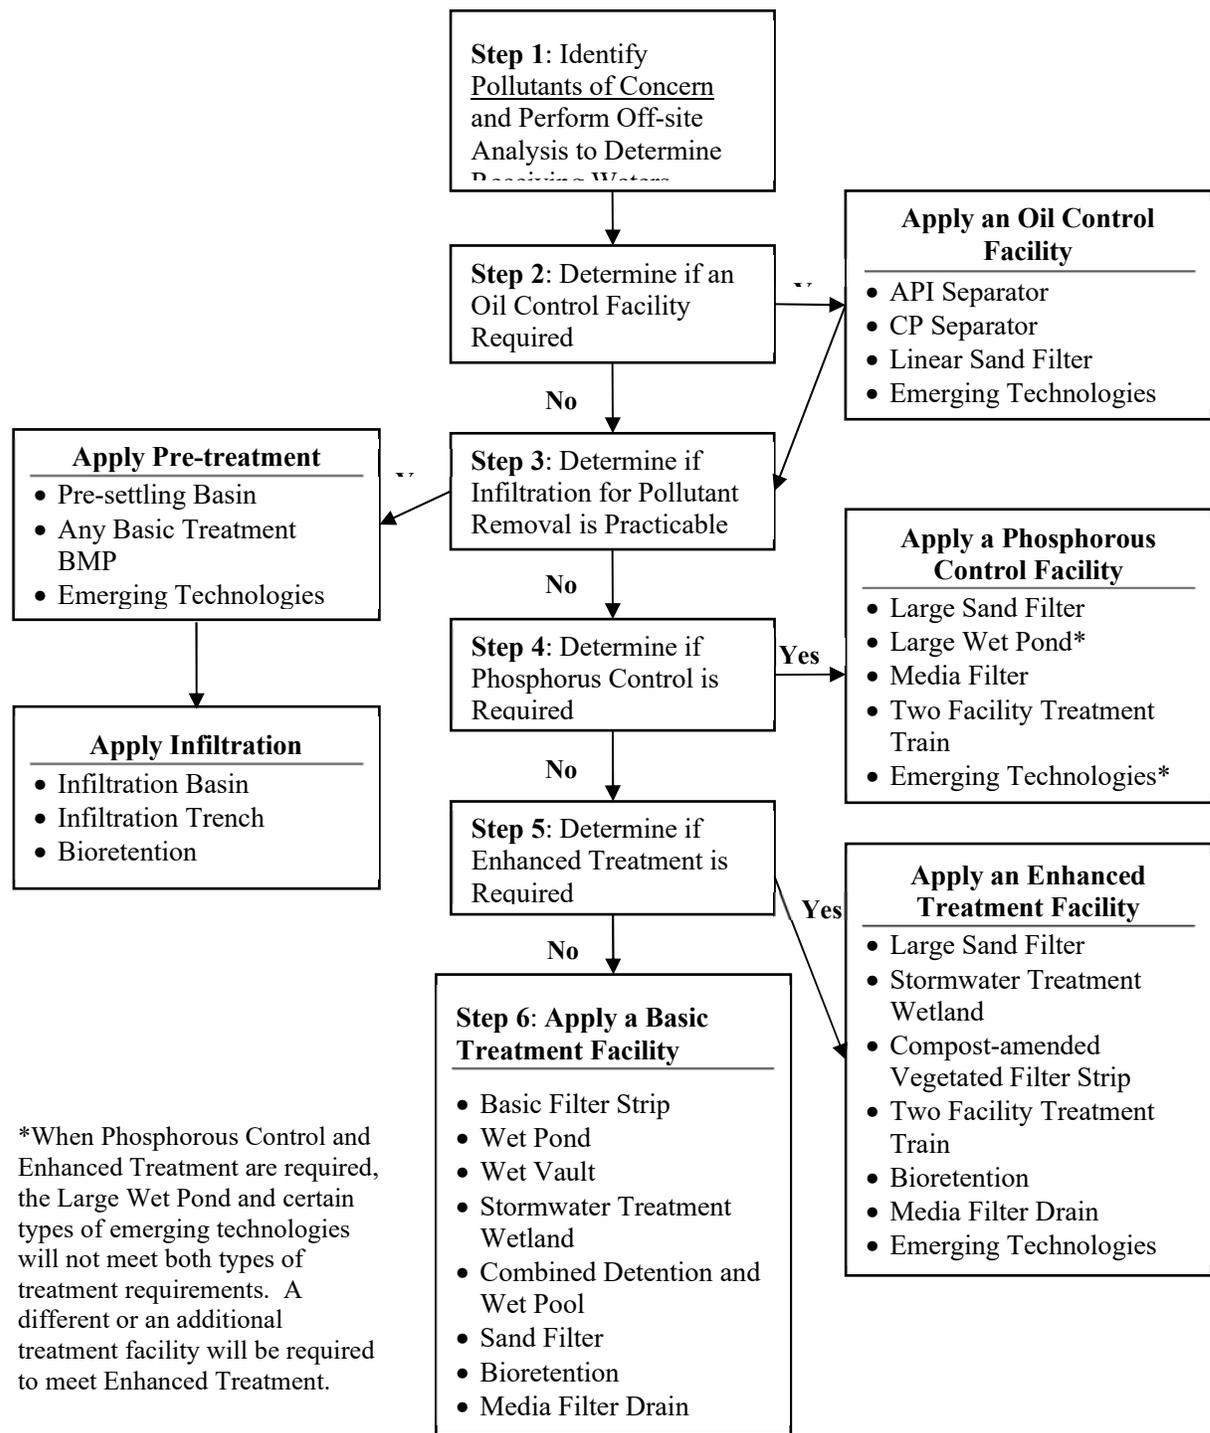 Step 1: Identify
Pollutants of Concern
and Perform Off-site
Analysis to Determine
Receiving Waters
Step 2: Determine if an
Oil Control Facility
Required
Apply an Oil Control
Facility
• API Separator
• CP Separator
• Linear Sand Filter
• Emerging Technologies
No
Step 3: Determine if
Infiltration for Pollutant
Removal is Practicable
Apply Pre-treatment
• Pre-settling Basin
• Any Basic Treatment
BMP
• Emerging Technologies
Apply Infiltration
• Infiltration Basin
• Infiltration Trench
• Bioretention
No
Step 4: Determine if
Phosphorus Control is
Required
Yes
Apply a Phosphorous
Control Facility
• Large Sand Filter
• Large Wet Pond*
• Media Filter
• Two Facility Treatment
Train
• Emerging Technologies*
No
Step 5: Determine if
Enhanced Treatment is
Required
Yes
Apply an Enhanced
Treatment Facility
• Large Sand Filter
• Stormwater Treatment
Wetland
• Compost-amended
Vegetated Filter Strip
• Two Facility Treatment
Train
• Bioretention
• Media Filter Drain
• Emerging Technologies
No
Step 6: Apply a Basic
Treatment Facility
• Basic Filter Strip
• Wet Pond
• Wet Vault
• Stormwater Treatment
Wetland
• Combined Detention and
Wet Pool
• Sand Filter
• Bioretention
• Media Filter Drain
*When Phosphorous Control and
Enhanced Treatment are required,
the Large Wet Pond and certain
types of emerging technologies
will not meet both types of
treatment requirements.  A
different or an additional
treatment facility will be required
to meet Enhanced Treatment.